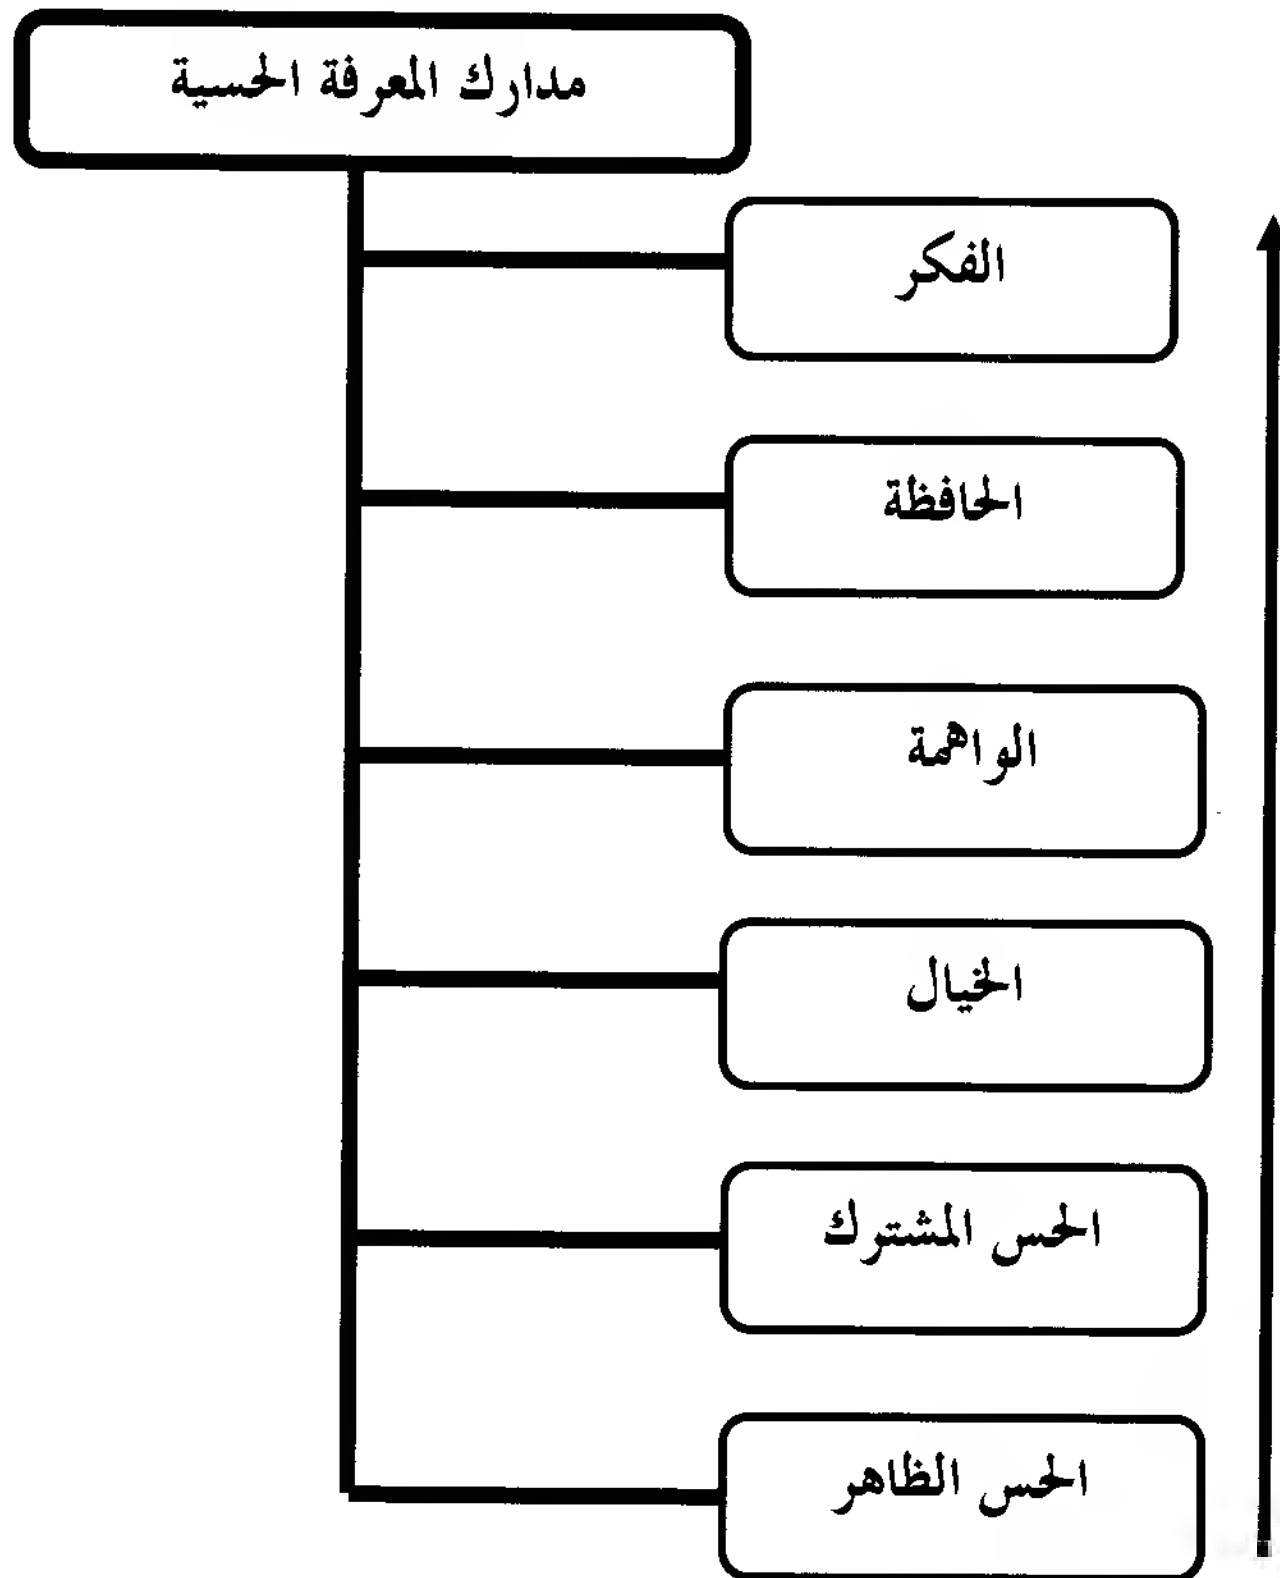 مدارك المعرفة الحسية
الفكر
الحافظة
الواهمة
الخيال
الحس المشترك
الحس الظاهر